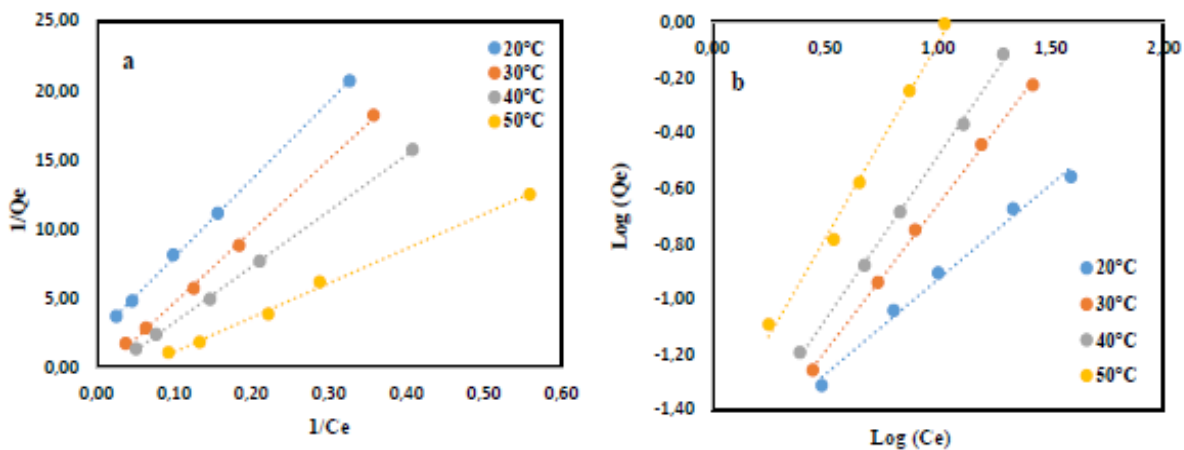 25,00
20,00
15,00
10,00
5,00
0,00
1/Qe
a
20°C
30°C
40°C
50°C
0,00 0,10 0,20 0,30 0,40 0,50 0,60
1/Ce
0,00
-0,20
-0,40
-0,60
-0,80
-1,00
-1,20
-1,40
Log (Qe)
0,00 0,50 1,00 1,50 2,00
b
20°C
30°C
40°C
50°C
Log (Ce)